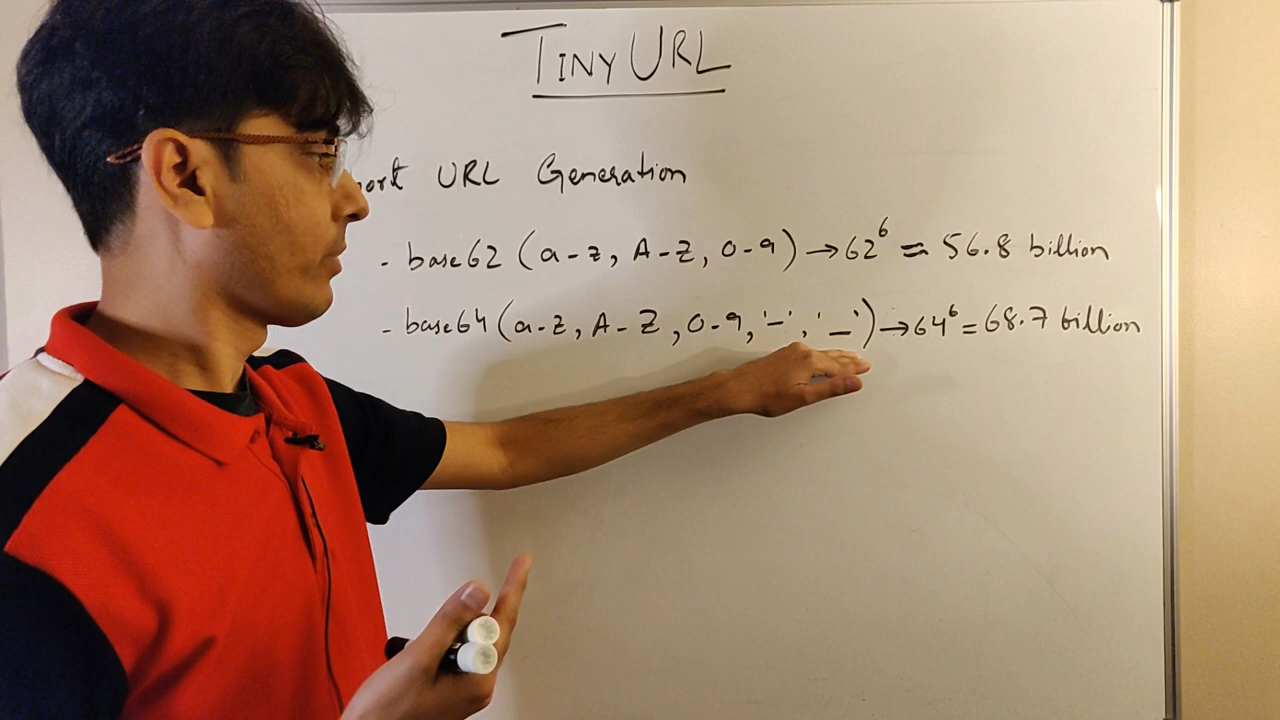 TINY URL
ort URL Generation
- base62 (a-z, A-Z, 0-9) → 62⁶ = 56.8 billion
- base64 (a-z, A-Z, 0-9, '-', '_') → 64⁶ = 68.7 billion